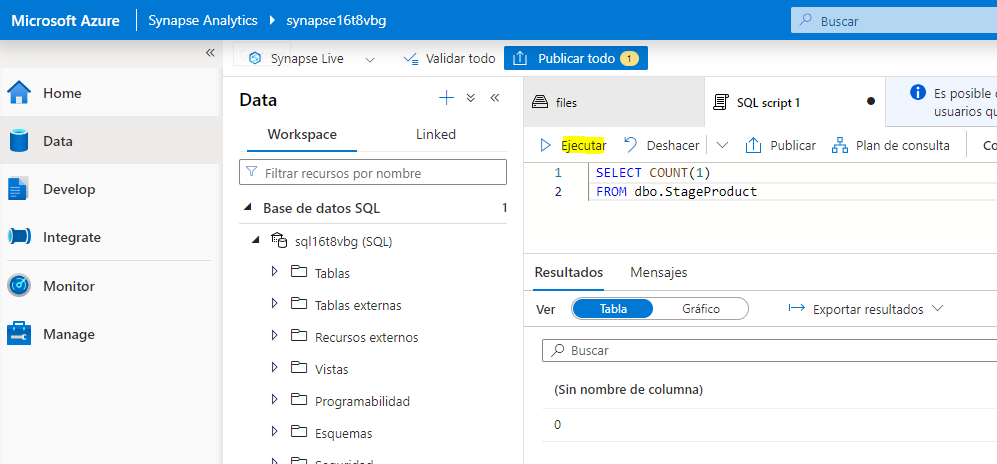 Microsoft Azure Synapse Analytics synapse16t8vbg Buscar
Synapse Live Validar todo Publicar todo 1
Home
Data
Develop
Integrate
Monitor
Manage
Data
Workspace Linked
Filtrar recursos por nombre
Base de datos SQL 1
sql16t8vbg (SQL)
Tablas
Tablas externas
Recursos externos
Vistas
Programabilidad
Esquemas
files SQL script 1
Es posible
usuarios qu
Ejecutar Deshacer Publicar Plan de consulta Co
1 SELECT COUNT(1)
2 FROM dbo.StageProduct
Resultados Mensajes
Ver Tabla Gráfico Exportar resultados
Buscar
(Sin nombre de columna)
0